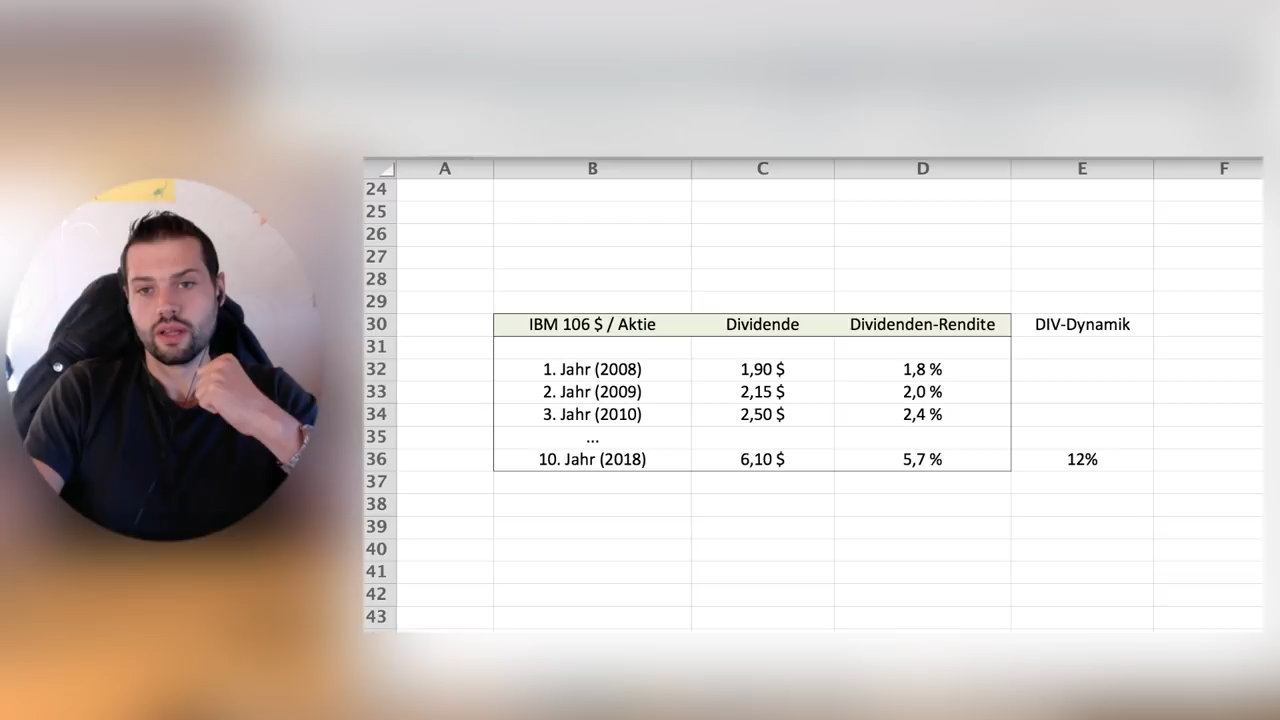 A B C D E F
24
25
26
27
28
29
30 IBM 106 $ / Aktie Dividende Dividenden-Rendite DIV-Dynamik
31
32 1. Jahr (2008) 1,90 $ 1,8 %
33 2. Jahr (2009) 2,15 $ 2,0 %
34 3. Jahr (2010) 2,50 $ 2,4 %
35 ...
36 10. Jahr (2018) 6,10 $ 5,7 % 12%
37
38
39
40
41
42
43